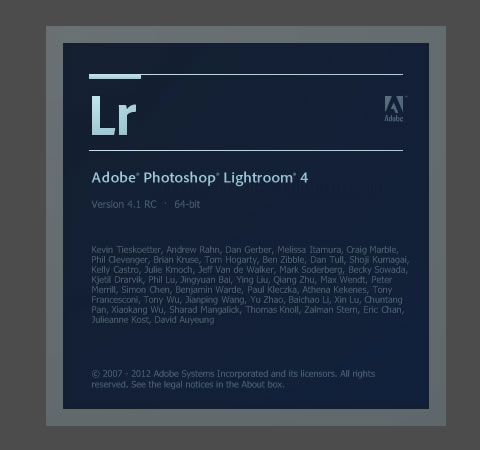 Lr
Adobe
Adobe® Photoshop® Lightroom® 4
Version 4.1 RC · 64-bit
Kevin Tieskoetter, Andrew Rahn, Dan Gerber, Melissa Itamura, Craig Marble,
Phil Clevenger, Brian Kruse, Tom Hogarty, Ben Zibble, Dan Tull, Shoji Kumagai,
Kelly Castro, Julie Kmoch, Jeff Van de Walker, Mark Soderberg, Becky Sowada,
Kjetil Drarvik, Phil Lu, Jingyuan Bai, Ying Liu, Qiang Zhu, Max Wendt, Peter
Merrill, Simon Chen, Benjamin Warde, Paul Kleczka, Athena Kekenes, Tony
Francesconi, Tony Wu, Jianping Wang, Yu Zhao, Baichao Li, Xin Lu, Chuntang
Pan, Xiaokang Wu, Sharad Mangalick, Thomas Knoll, Zalman Stern, Eric Chan,
Julieanne Kost, David Auyeung
© 2007 - 2012 Adobe Systems Incorporated and its licensors. All rights
reserved. See the legal notices in the About box.